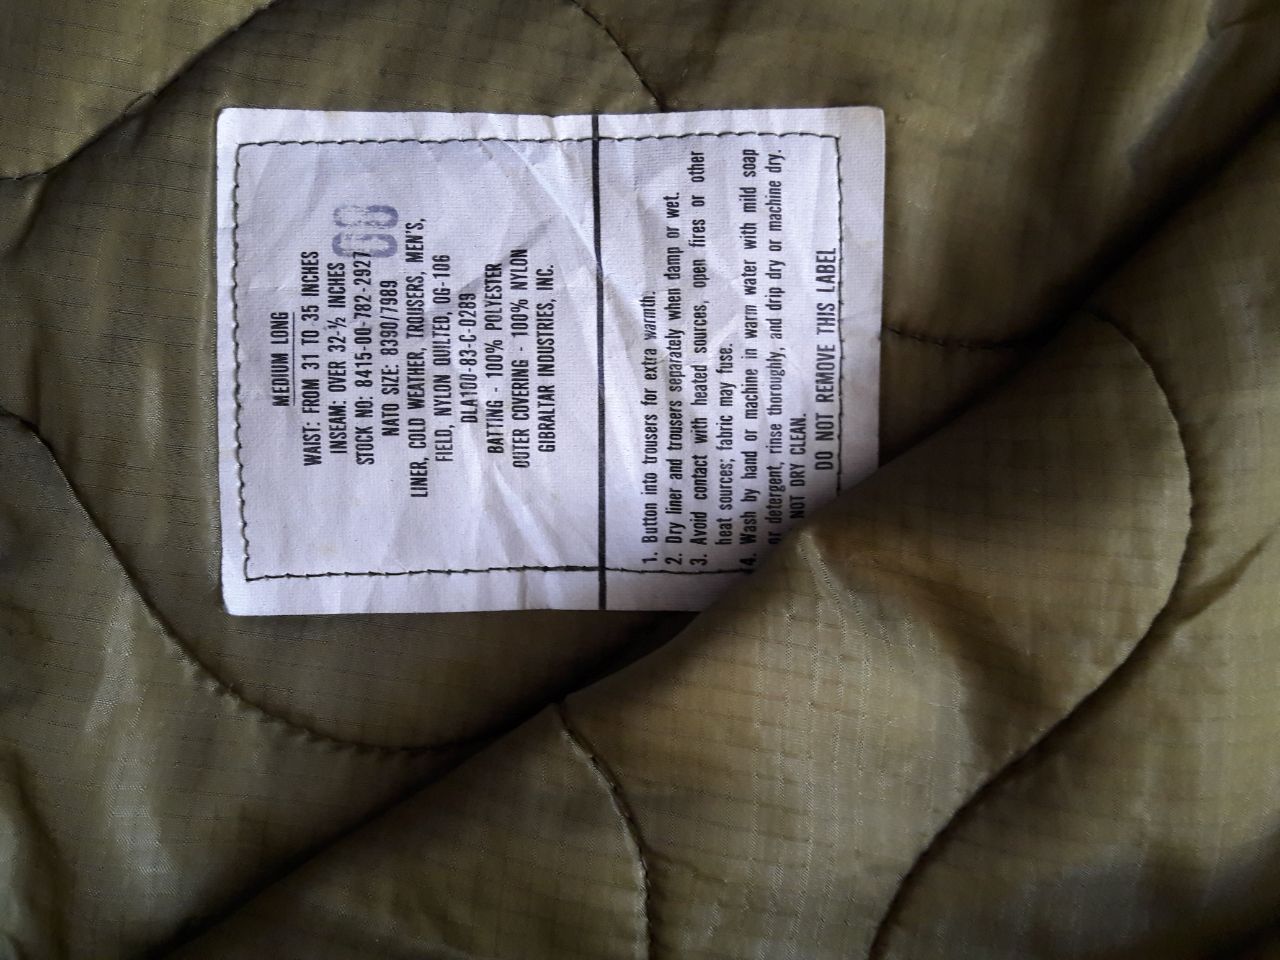 MEDIUM LONG
WAIST: FROM 31 TO 35 INCHES
INSEAM: OVER 32-½ INCHES
STOCK NO: 8415-00-782-2927
NATO SIZE: 8390/7989
LINER, COLD WEATHER, TROUSERS, MEN'S,
FIELD, NYLON QUILTED, OG-106
DLA100-83-C-0289
BATTING - 100% POLYESTER
OUTER COVERING - 100% NYLON
GIBRALTAR INDUSTRIES, INC.
1. Button into trousers for extra warmth.
2. Dry liner and trousers separately when damp or wet.
3. Avoid contact with heated sources, open fires or other
heat sources; fabric may fuse.
4. Wash by hand or machine in warm water with mild soap
or detergent, rinse thoroughly, and drip dry or machine dry.
NOT DRY CLEAN.
DO NOT REMOVE THIS LABEL